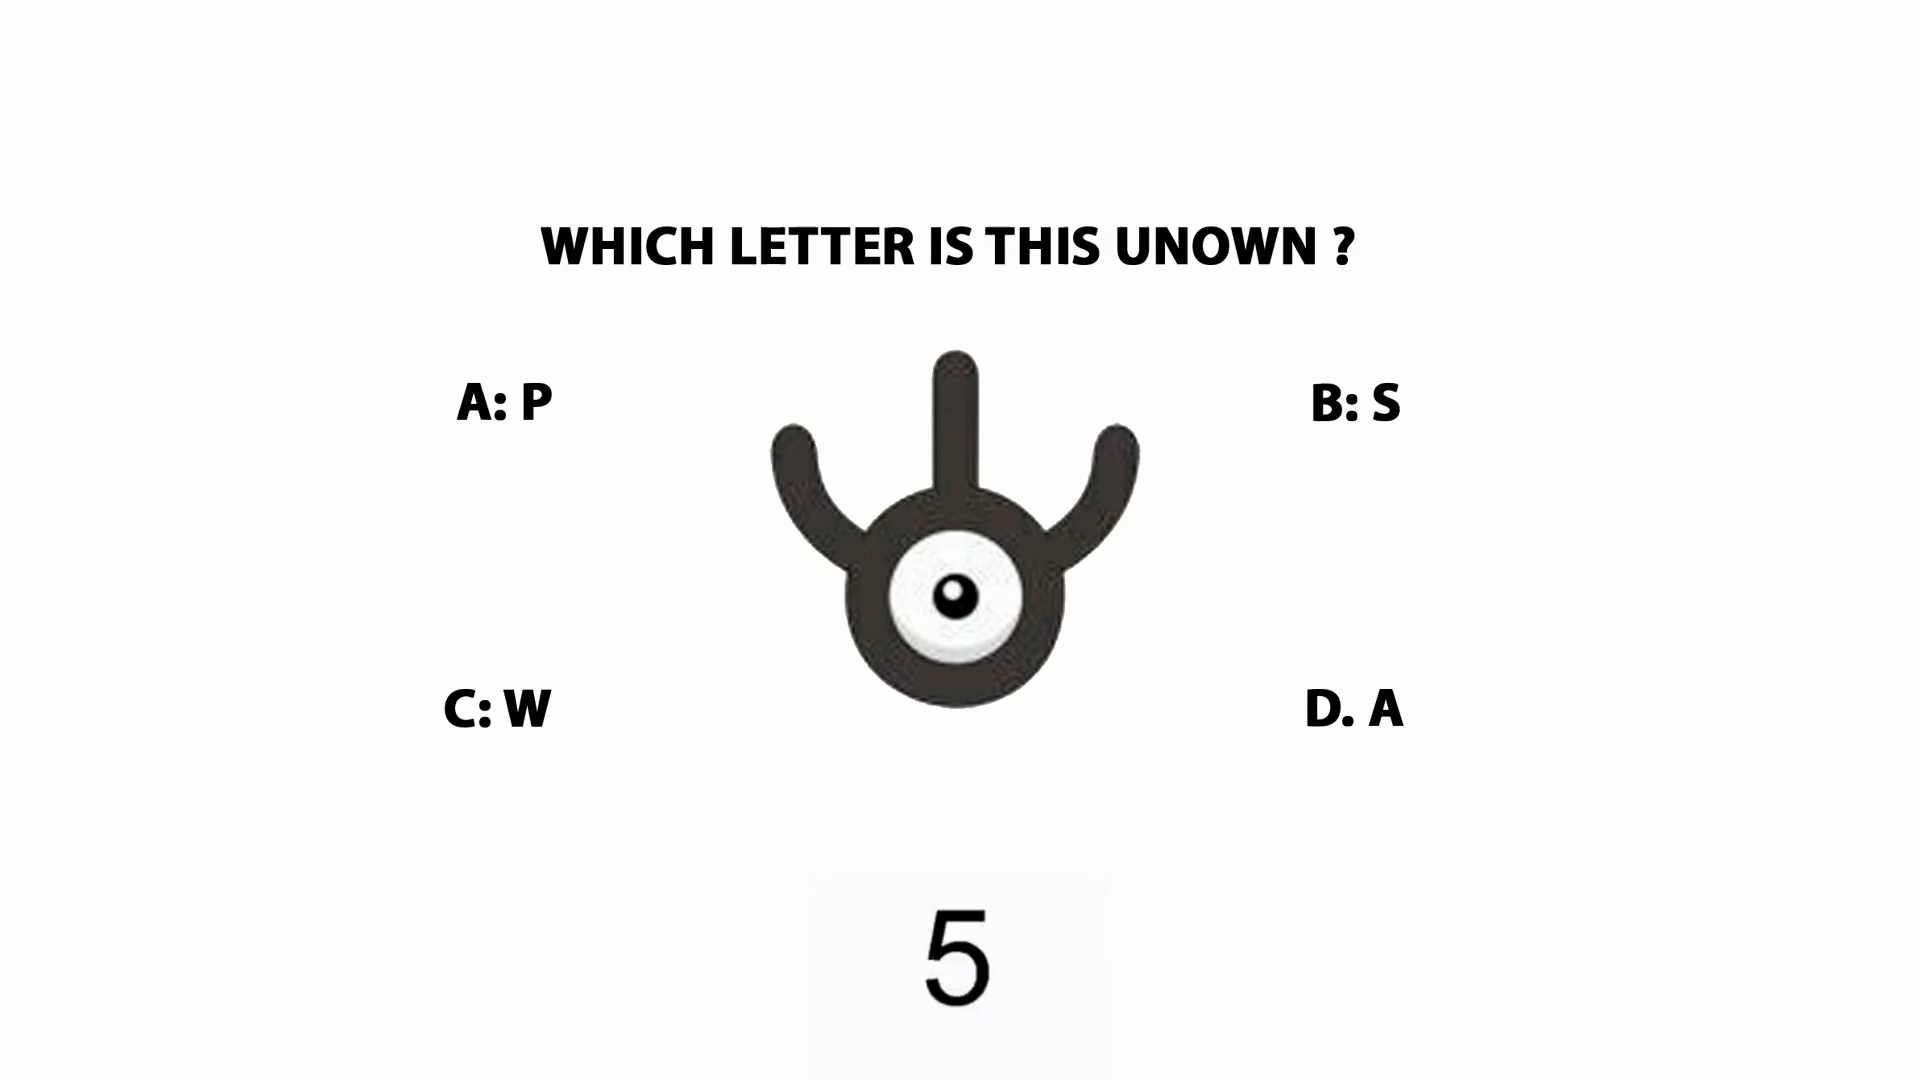 WHICH LETTER IS THIS UNOWN ?
A: P
B: S
C: W
D. A
5